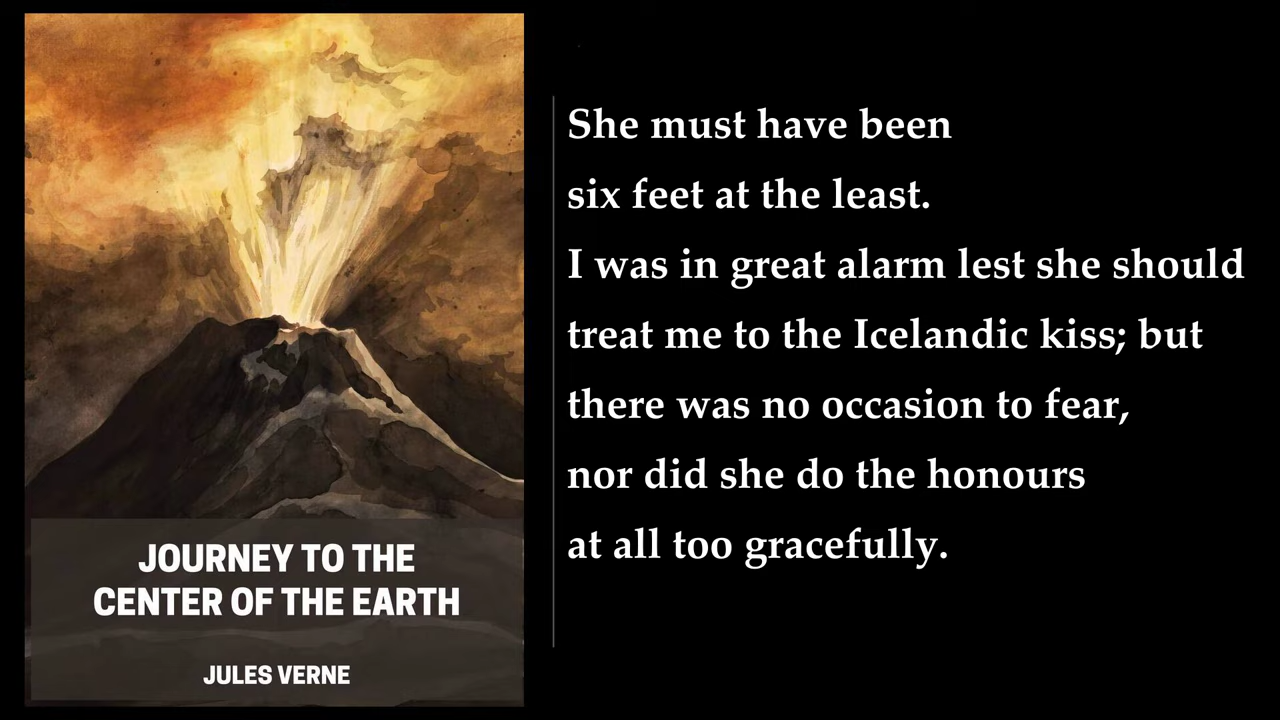 JOURNEY TO THE
CENTER OF THE EARTH
JULES VERNE
She must have been
six feet at the least.
I was in great alarm lest she should
treat me to the Icelandic kiss; but
there was no occasion to fear,
nor did she do the honours
at all too gracefully.